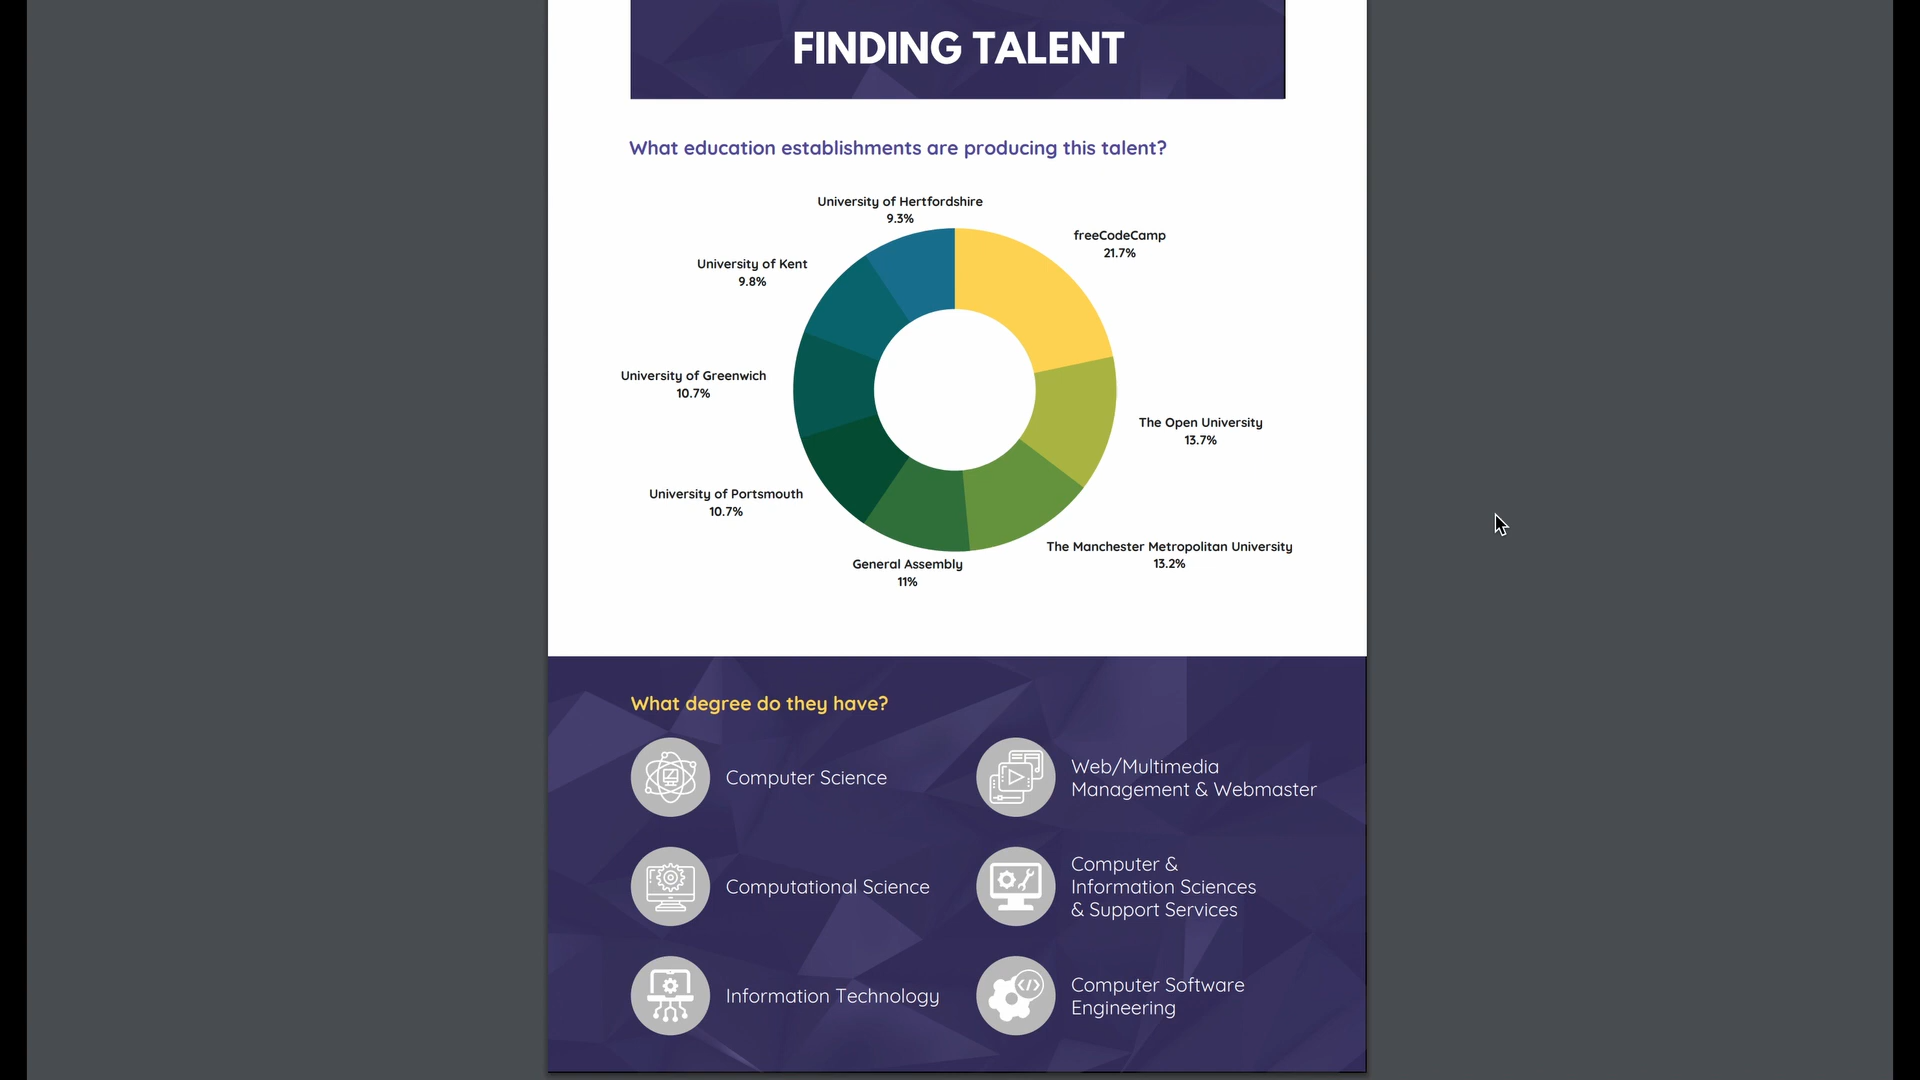 FINDING TALENT
What education establishments are producing this talent?
University of Hertfordshire
9.3%
freeCodeCamp
21.7%
University of Kent
9.8%
University of Greenwich
10.7%
The Open University
13.7%
University of Portsmouth
10.7%
The Manchester Metropolitan University
13.2%
General Assembly
11%
What degree do they have?
Computer Science
Web/Multimedia
Management & Webmaster
Computational Science
Computer &
Information Sciences
& Support Services
Information Technology
Computer Software
Engineering